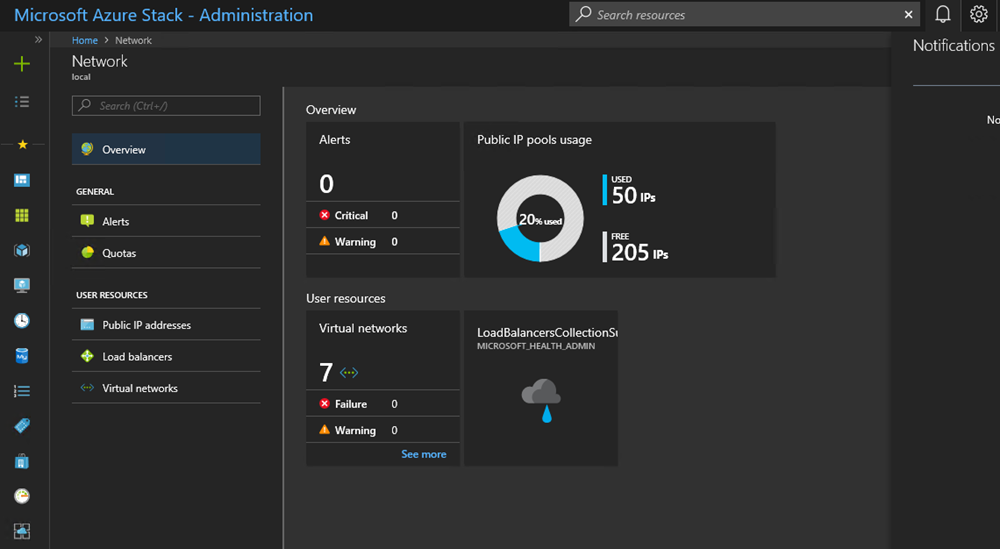 Microsoft Azure Stack - Administration
Search resources
Home > Network
Notifications
Network
local
No
Search (Ctrl+/)
Overview
GENERAL
Alerts
Quotas
USER RESOURCES
Public IP addresses
Load balancers
Virtual networks
Overview
Alerts
0
Critical 0
Warning 0
Public IP pools usage
20% used
USED
50 IPs
FREE
205 IPs
User resources
Virtual networks
7
Failure 0
Warning 0
See more
LoadBalancersCollectionSu
MICROSOFT_HEALTH_ADMIN
My